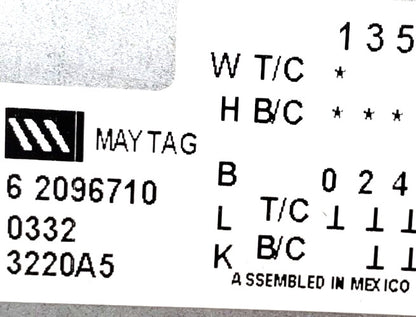 1 3 5
W T/C *
H B/C * * *
MAYTAG
6 2096710
0332
3220A5
B 0 2 4
L T/C ⊥ ⊥ ⊥
K B/C ⊥ ⊥
ASSEMBLED IN MEXICO